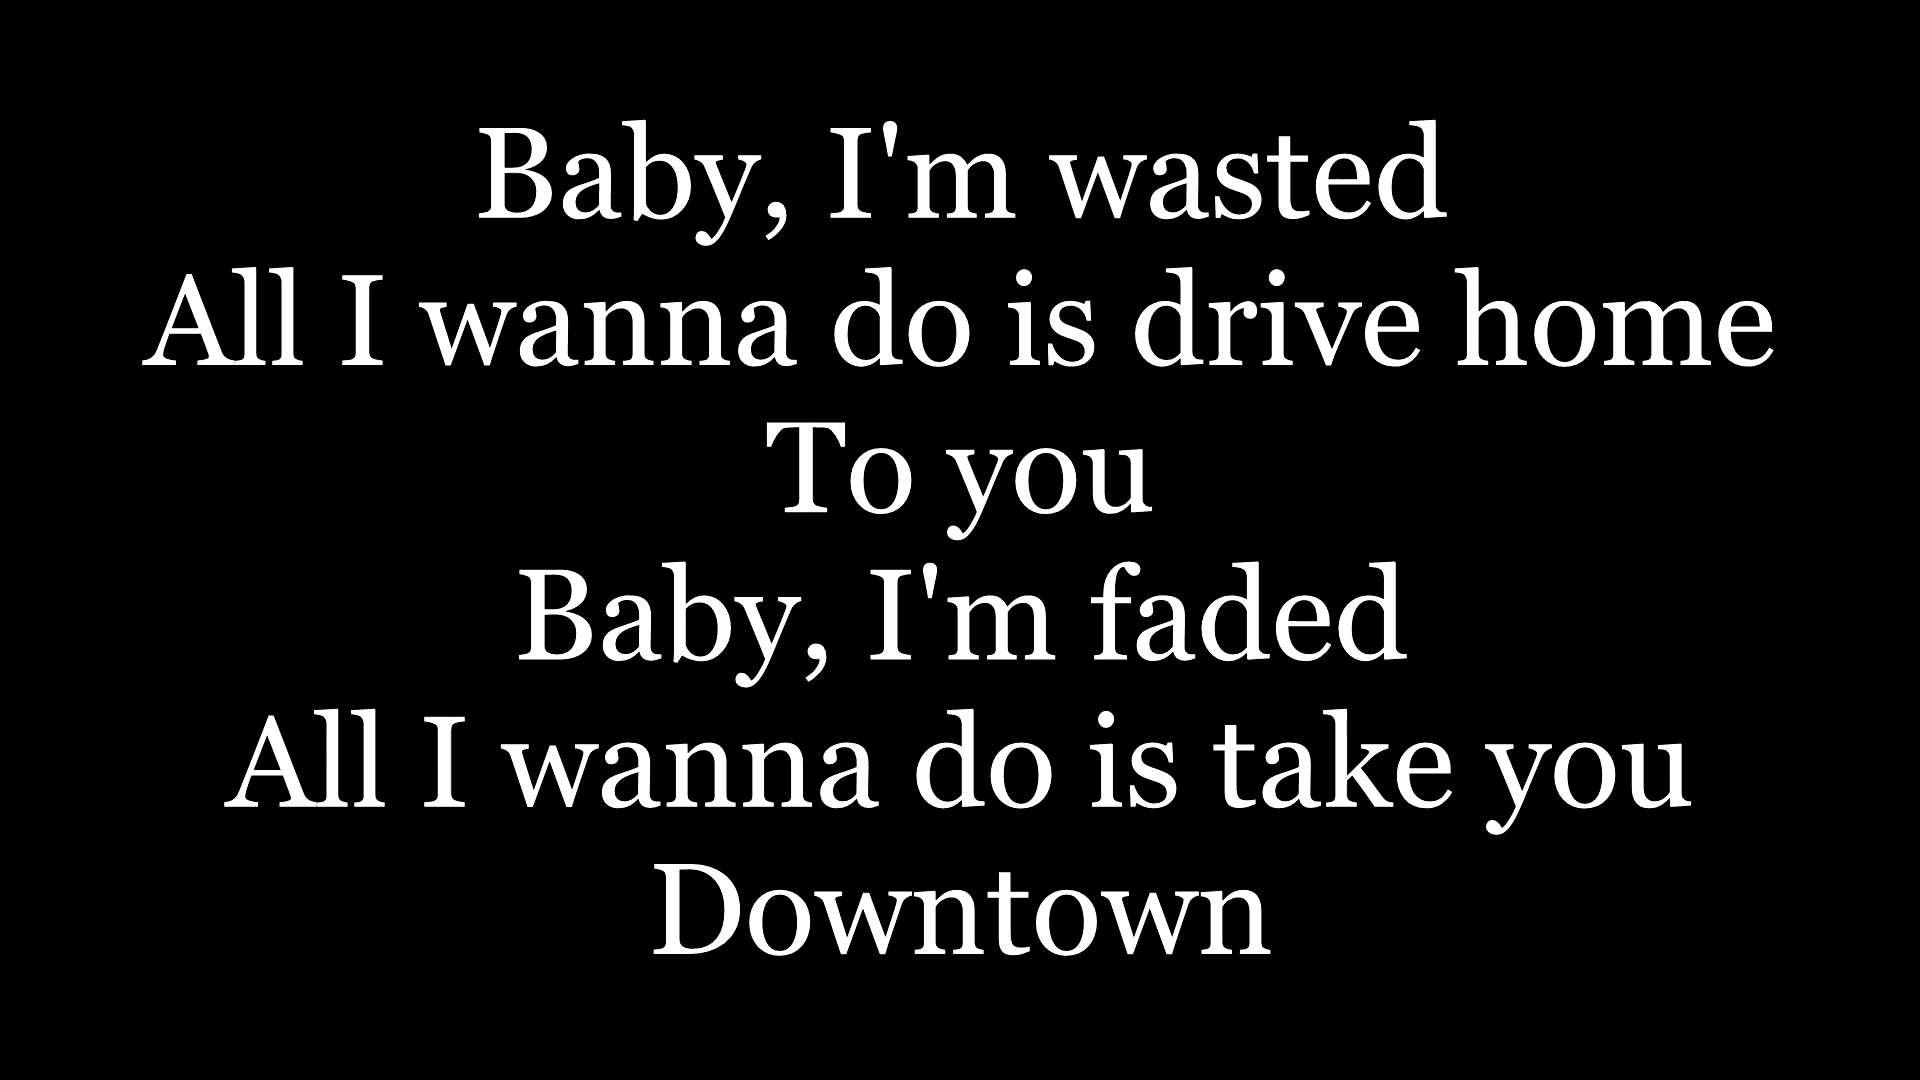 Baby, I'm wasted
All I wanna do is drive home
To you
Baby, I'm faded
All I wanna do is take you
Downtown